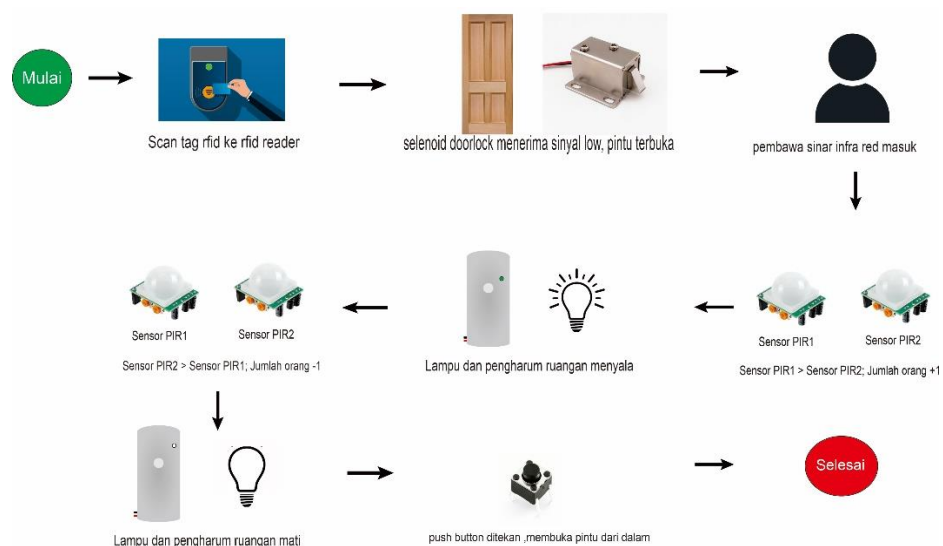 Mulai
Scan tag rfid ke rfid reader
selenoid doorlock menerima sinyal low, pintu terbuka
pembawa sinar infra red masuk
Sensor PIR1
Sensor PIR2
Sensor PIR1 > Sensor PIR2; Jumlah orang +1
Lampu dan pengharum ruangan menyala
Sensor PIR1
Sensor PIR2
Sensor PIR2 > Sensor PIR1; Jumlah orang -1
Lampu dan pengharum ruangan mati
push button ditekan ,membuka pintu dari dalam
Selesai